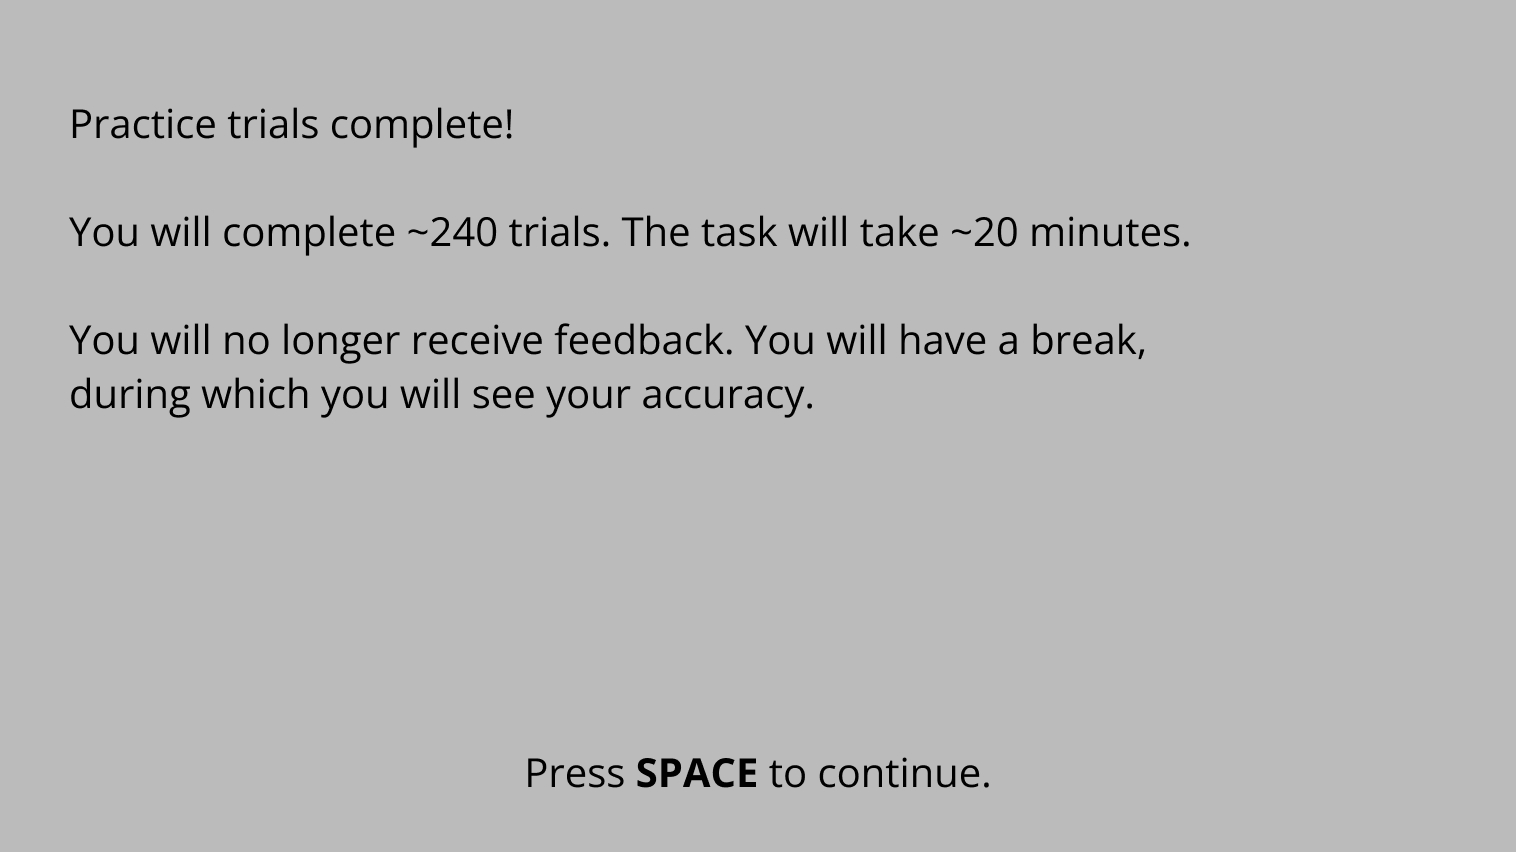 Practice trials complete!
You will complete ~240 trials. The task will take ~20 minutes.
You will no longer receive feedback. You will have a break,
during which you will see your accuracy.
Press SPACE to continue.